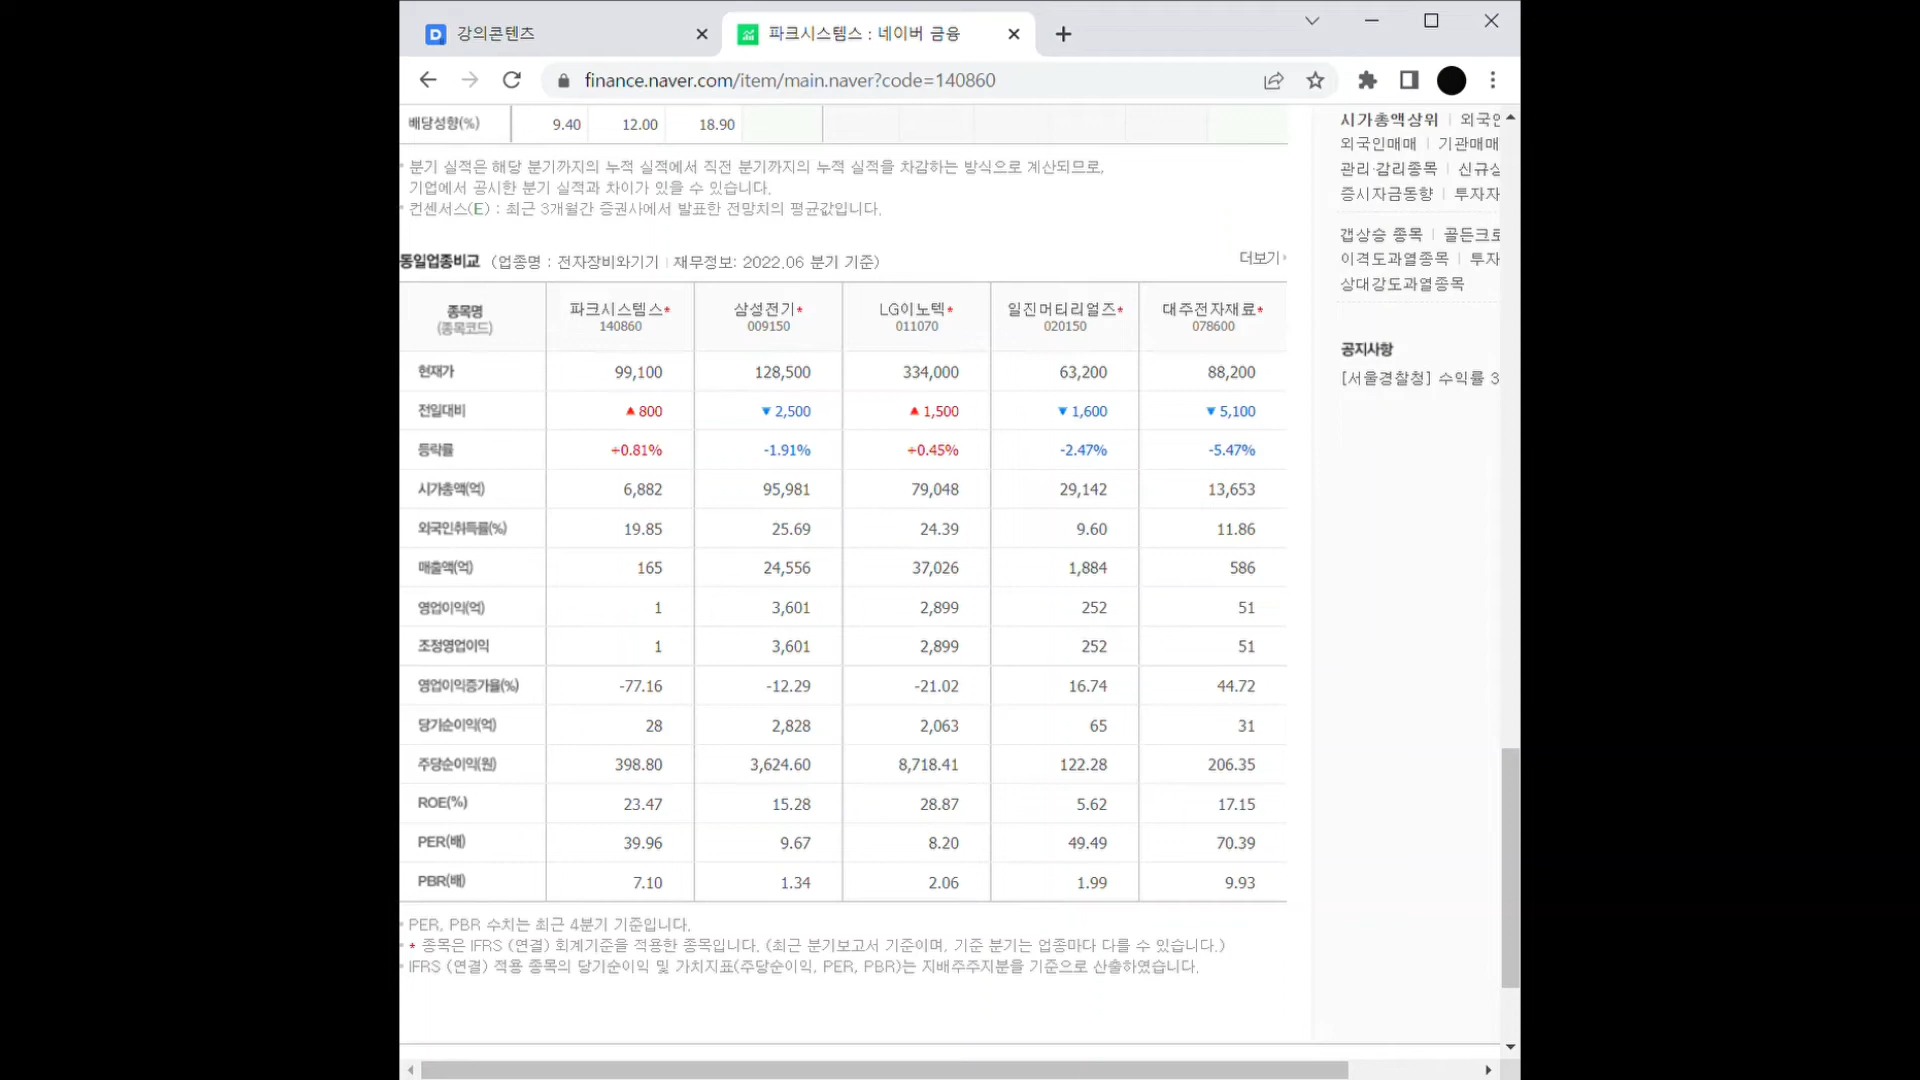 강의콘텐츠
파크시스템스 : 네이버 금융
finance.naver.com/item/main.naver?code=140860
배당성향(%) 9.40 12.00 18.90
* 분기 실적은 해당 분기까지의 누적 실적에서 직전 분기까지의 누적 실적을 차감하는 방식으로 계산되므로,
기업에서 공시한 분기 실적과 차이가 있을 수 있습니다.
* 컨센서스(E) : 최근 3개월간 증권사에서 발표한 전망치의 평균값입니다.
동일업종비교 (업종명 : 전자장비와기기 | 재무정보: 2022.06 분기 기준)
더보기
종목명 파크시스템스* 삼성전기* LG이노텍* 일진머티리얼즈* 대주전자재료*
(종목코드) 140860 009150 011070 020150 078600
현재가 99,100 128,500 334,000 63,200 88,200
전일대비 ▲800 ▼2,500 ▲1,500 ▼1,600 ▼5,100
등락률 +0.81% -1.91% +0.45% -2.47% -5.47%
시가총액(억) 6,882 95,981 79,048 29,142 13,653
외국인취득률(%) 19.85 25.69 24.39 9.60 11.86
매출액(억) 165 24,556 37,026 1,884 586
영업이익(억) 1 3,601 2,899 252 51
조정영업이익 1 3,601 2,899 252 51
영업이익증가율(%) -77.16 -12.29 -21.02 16.74 44.72
당기순이익(억) 28 2,828 2,063 65 31
주당순이익(원) 398.80 3,624.60 8,718.41 122.28 206.35
ROE(%) 23.47 15.28 28.87 5.62 17.15
PER(배) 39.96 9.67 8.20 49.49 70.39
PBR(배) 7.10 1.34 2.06 1.99 9.93
* PER, PBR 수치는 최근 4분기 기준입니다.
* * 종목은 IFRS (연결) 회계기준을 적용한 종목입니다. (최근 분기보고서 기준이며, 기준 분기는 업종마다 다를 수 있습니다.)
* IFRS (연결) 적용 종목의 당기순이익 및 가치지표(주당순이익, PER, PBR)는 지배주주지분을 기준으로 산출하였습니다.
시가총액상위 | 외국인
외국인매매 | 기관매매
관리·감리종목 | 신규상
증시자금동향 | 투자자
갭상승 종목 | 골든크로
이격도과열종목 | 투자
상대강도과열종목
공지사항
[서울경찰청] 수익률 3